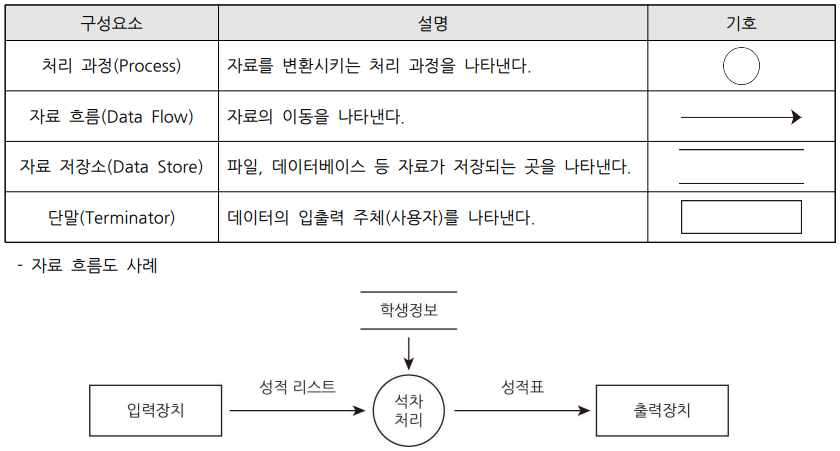 구성요소 설명 기호
처리 과정(Process) 자료를 변환시키는 처리 과정을 나타낸다.
자료 흐름(Data Flow) 자료의 이동을 나타낸다.
자료 저장소(Data Store) 파일, 데이터베이스 등 자료가 저장되는 곳을 나타낸다.
단말(Terminator) 데이터의 입출력 주체(사용자)를 나타낸다.
- 자료 흐름도 사례
학생정보
입력장치
성적 리스트
석차
처리
성적표
출력장치